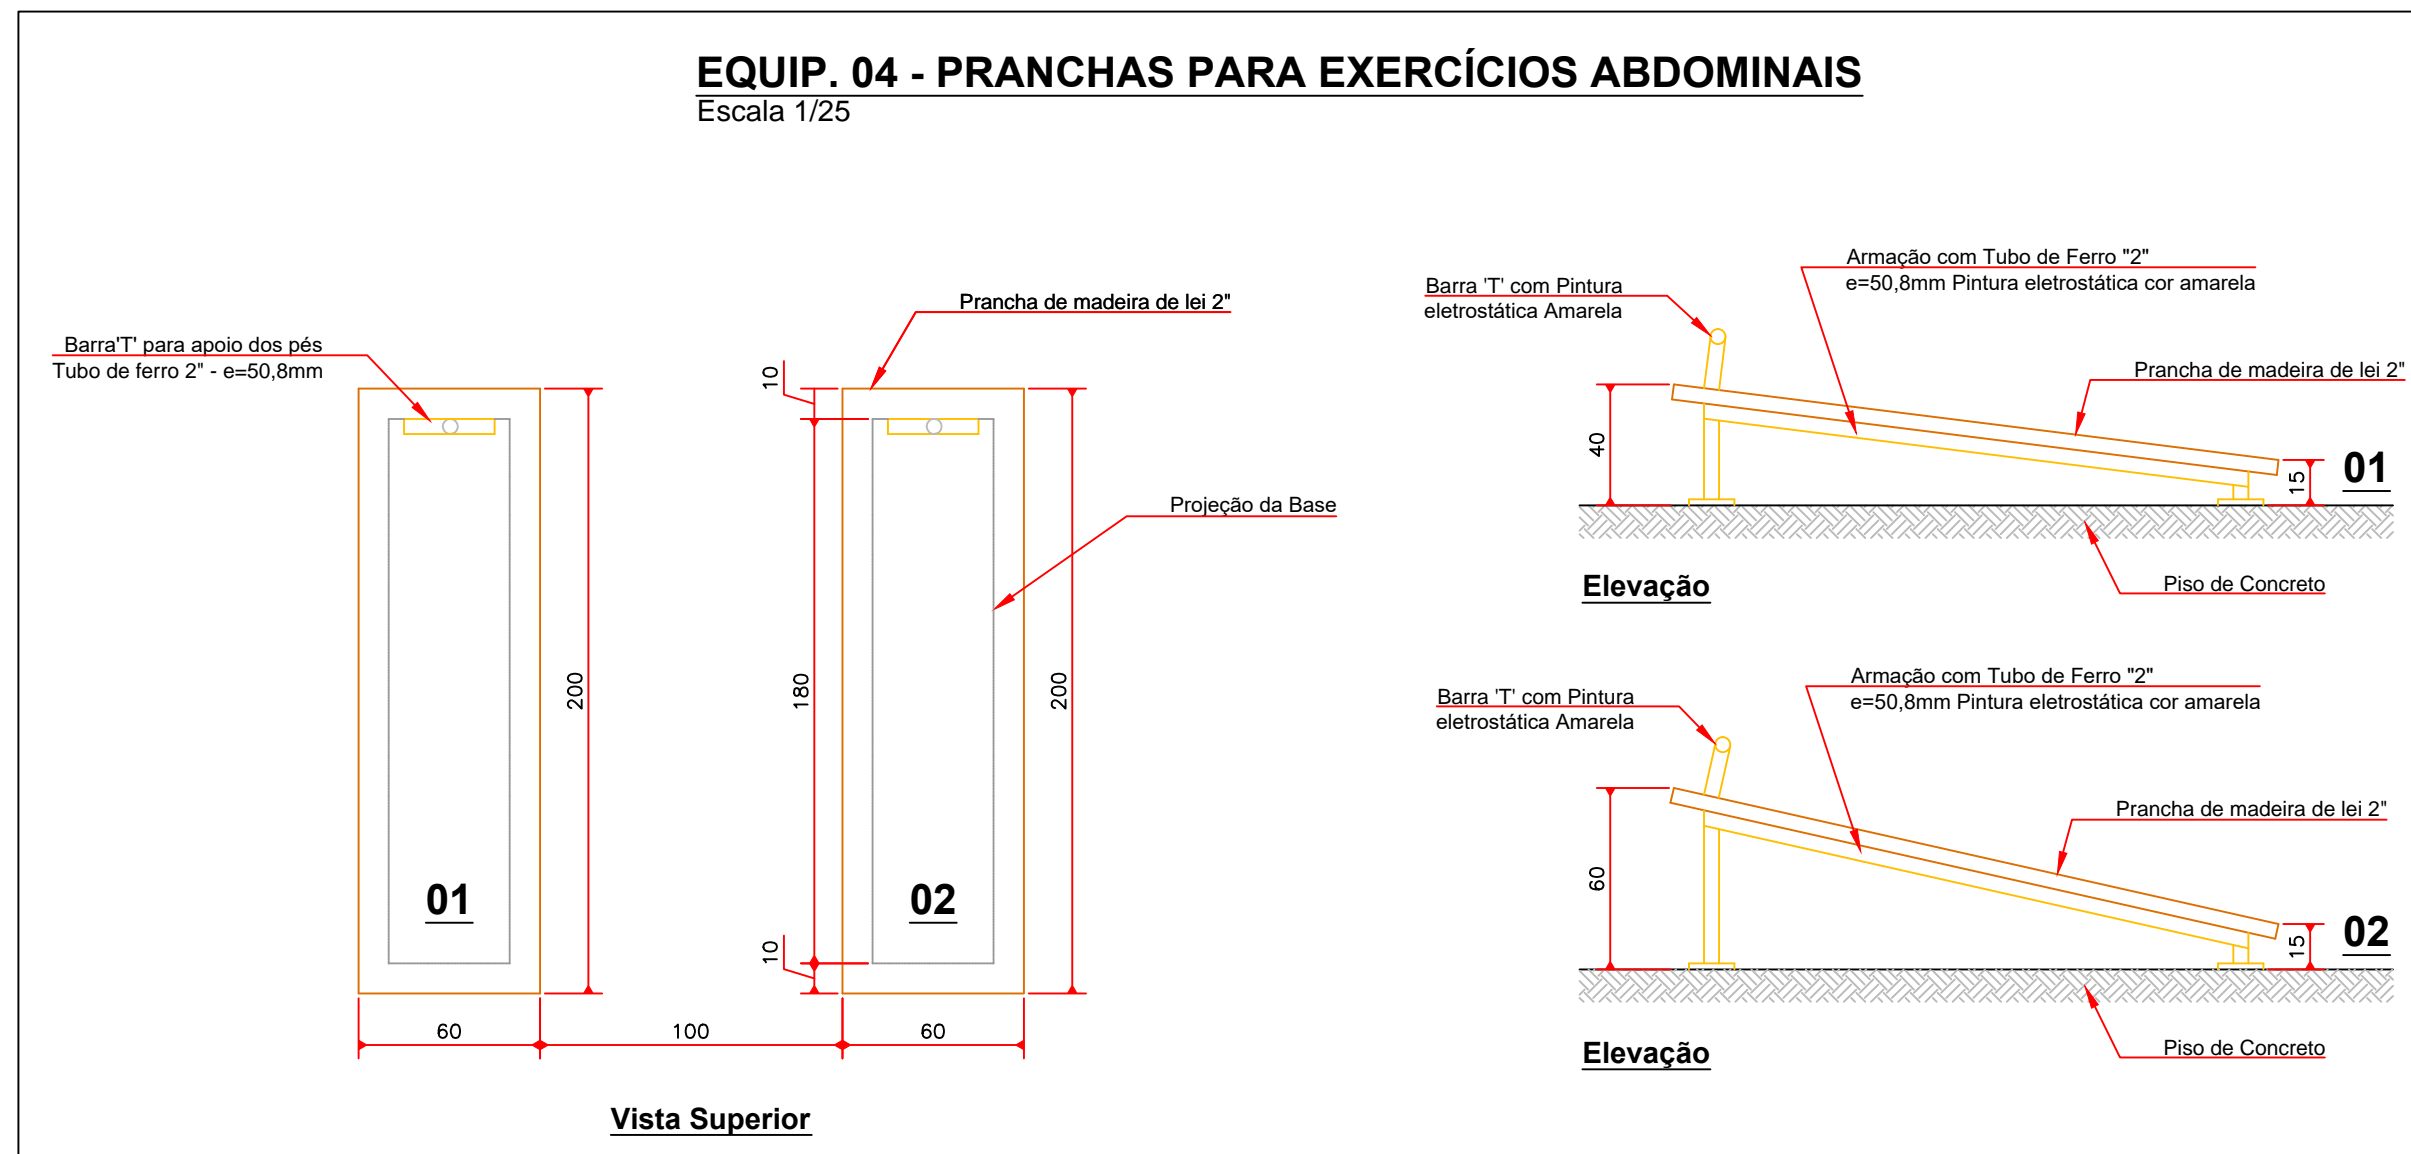 EQUIP. 04 - PRANCHAS PARA EXERCÍCIOS ABDOMINAIS
Escala 1/25
Barra'T' para apoio dos pés
Tubo de ferro 2" - e=50,8mm
Prancha de madeira de lei 2"
Projeção da Base
10
180
10
200
200
01
02
60
100
60
Vista Superior
Barra 'T' com Pintura
eletrostática Amarela
Armação com Tubo de Ferro "2"
e=50,8mm Pintura eletrostática cor amarela
Prancha de madeira de lei 2"
40
15
01
Elevação
Piso de Concreto
Barra 'T' com Pintura
eletrostática Amarela
Armação com Tubo de Ferro "2"
e=50,8mm Pintura eletrostática cor amarela
Prancha de madeira de lei 2"
60
15
02
Elevação
Piso de Concreto